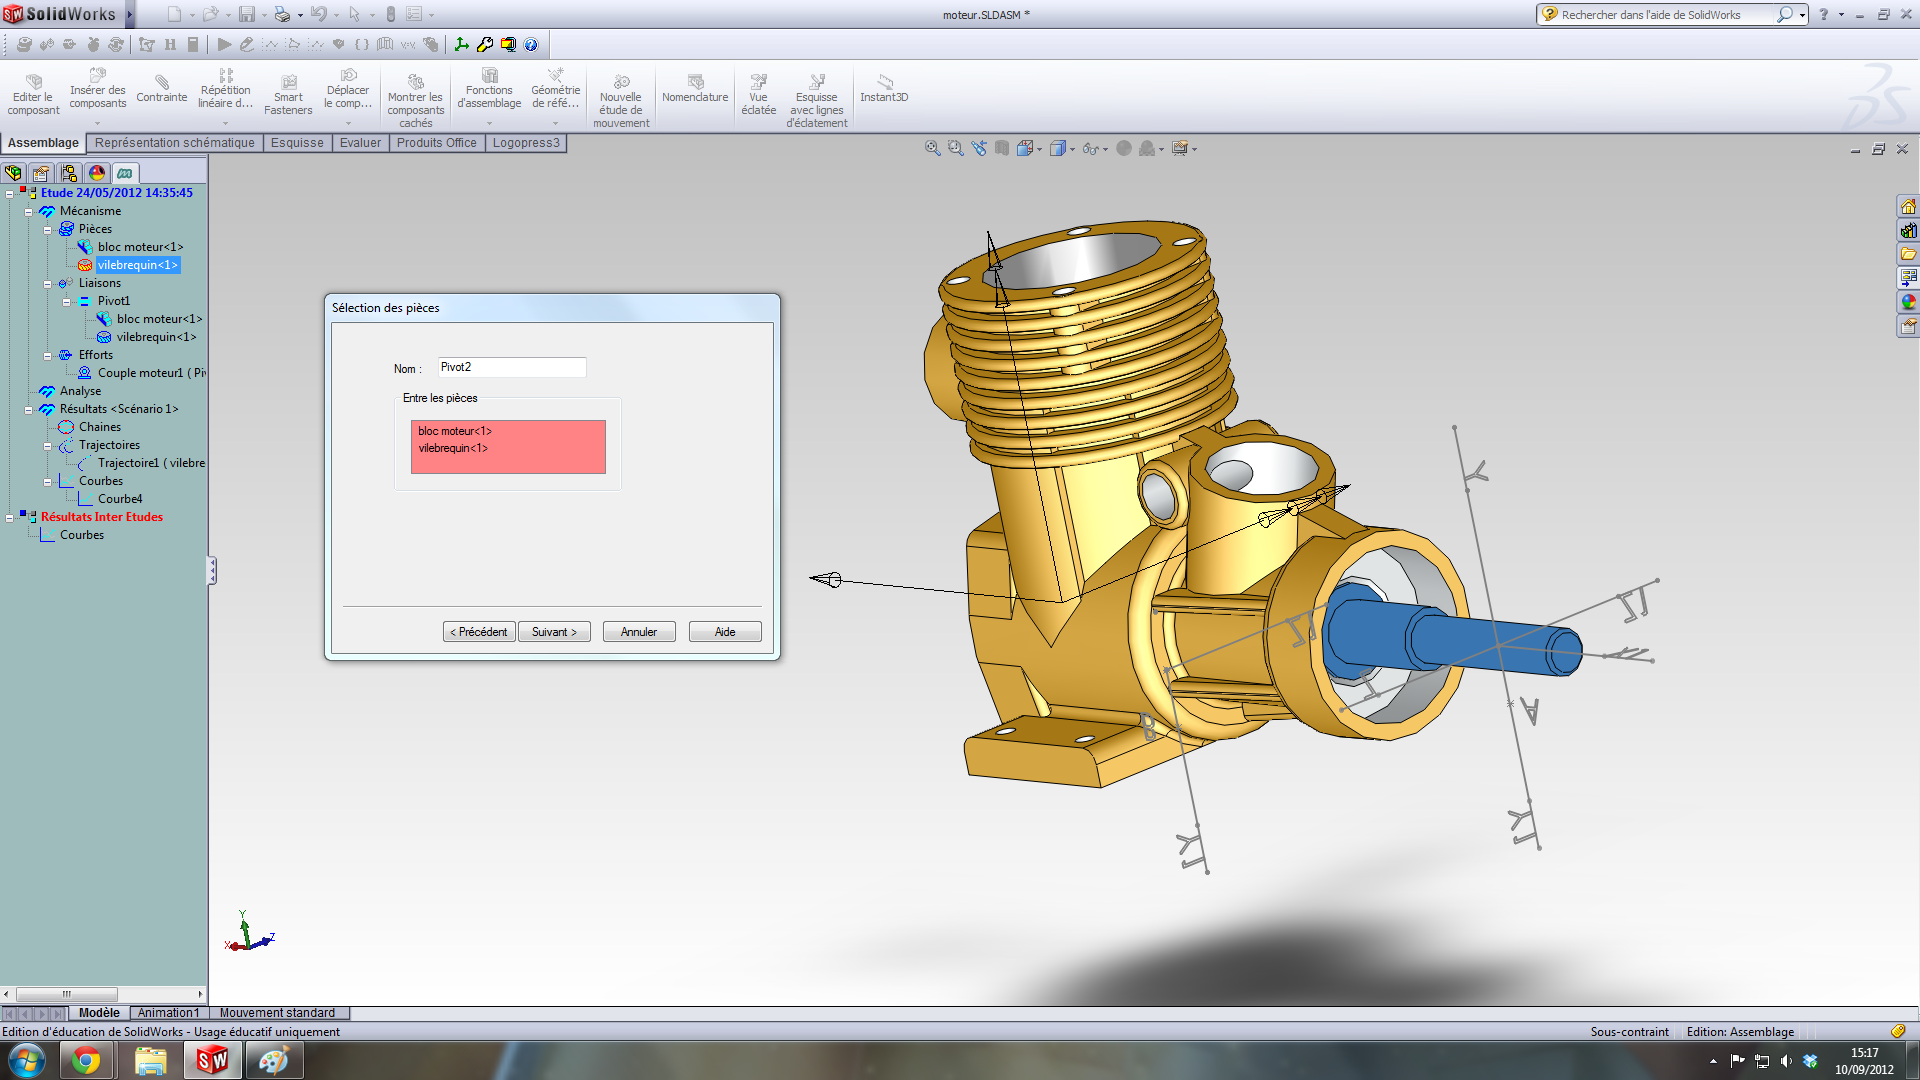 SolidWorks
moteur.SLDASM *
Rechercher dans l'aide de SolidWorks
Editer le composant
Insérer des composants
Contrainte
Répétition linéaire d...
Smart Fasteners
Déplacer le comp...
Montrer les composants cachés
Fonctions d'assemblage
Géométrie de réfé...
Nouvelle étude de mouvement
Nomenclature
Vue éclatée
Esquisse avec lignes d'éclatement
Instant3D
Assemblage
Représentation schématique
Esquisse
Evaluer
Produits Office
Logopress3
Etude 24/05/2012 14:35:45
Mécanisme
Pièces
bloc moteur<1>
vilebrequin<1>
Liaisons
Pivot1
bloc moteur<1>
vilebrequin<1>
Efforts
Couple moteur1 ( Pi
Analyse
Résultats <Scénario 1>
Chaines
Trajectoires
Trajectoire1 ( vilebre
Courbes
Courbe4
Résultats Inter Etudes
Courbes
Sélection des pièces
Nom :
Pivot2
Entre les pièces
bloc moteur<1>
vilebrequin<1>
< Précédent
Suivant >
Annuler
Aide
Y
A
B
Y
X
Z
Modèle
Animation1
Mouvement standard
Edition d'éducation de SolidWorks - Usage éducatif uniquement
Sous-contraint
Edition: Assemblage
15:17
10/09/2012